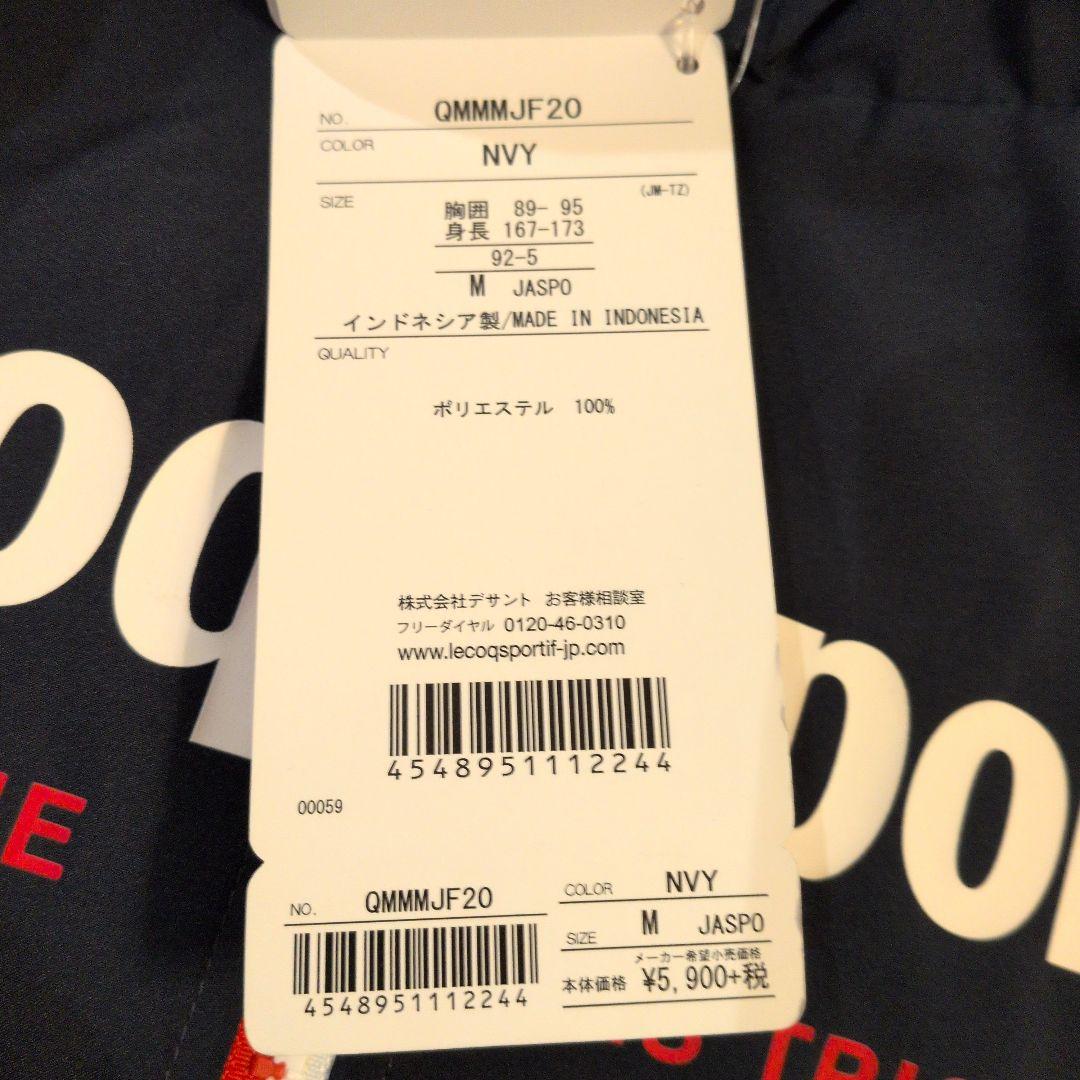 NO. QMMMJF20
COLOR NVY
SIZE (JM-TZ)
胸囲 89- 95
身長 167-173
92-5
M JASPO
インドネシア製/MADE IN INDONESIA
QUALITY
ポリエステル 100%
株式会社デサント お客様相談室
フリーダイヤル 0120-46-0310
www.lecoqsportif-jp.com
4548951112244
00059
NO. QMMMJF20
4548951112244
COLOR NVY
SIZE M JASPO
メーカー希望小売価格
本体価格 ¥5,900+税